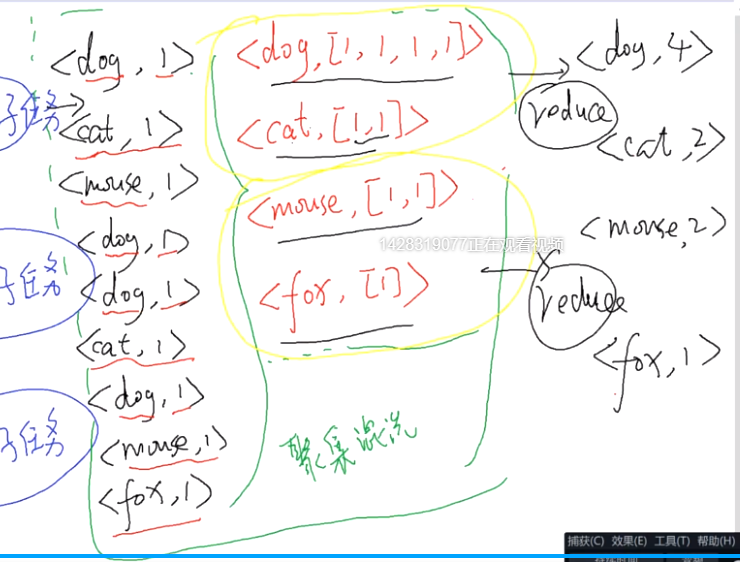 子任务
<dog, 1>
<cat, 1>
<mouse, 1>
子任务
<dog, 1>
<dog, 1>
<cat, 1>
子任务
<dog, 1>
<mouse, 1>
<fox, 1>
<dog, [1, 1, 1, 1]>
<cat, [1, 1]>
<mouse, [1, 1]>
1428319077正在观看视频
<fox, [1]>
聚集混洗
reduce
<dog, 4>
<cat, 2>
reduce
<mouse, 2>
<fox, 1>
捕获(C) 效果(E) 工具(T) 帮助(H)